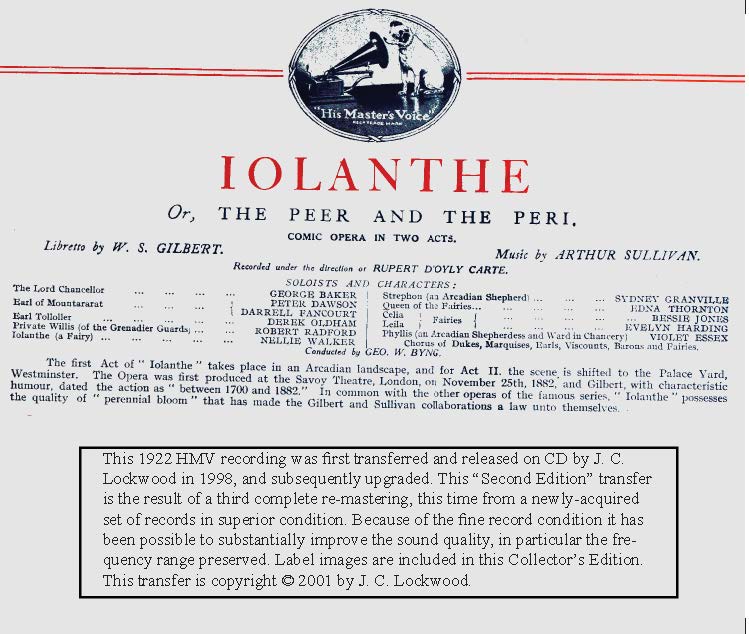 "His Master's Voice"
IOLANTHE
Or, THE PEER AND THE PERI.
COMIC OPERA IN TWO ACTS.
Libretto by W. S. GILBERT. Music by ARTHUR SULLIVAN.
Recorded under the direction of RUPERT D'OYLY CARTE.
SOLOISTS AND CHARACTERS:
The Lord Chancellor ... ... ... ... GEORGE BAKER
Earl of Mountararat ... ... ... ... { PETER DAWSON
DARRELL FANCOURT
Earl Tolloller ... ... ... ... DEREK OLDHAM
Private Willis (of the Grenadier Guards) ... ... ROBERT RADFORD
Iolanthe (a Fairy) ... ... ... ... NELLIE WALKER
Strephon (an Arcadian Shepherd) ... ... ... SYDNEY GRANVILLE
Queen of the Fairies... ... ... ... EDNA THORNTON
Celia } Fairies { ... ... ... ... BESSIE JONES
Leila ... ... ... ... EVELYN HARDING
Phyllis (an Arcadian Shepherdess and Ward in Chancery) VIOLET ESSEX
Chorus of Dukes, Marquises, Earls, Viscounts, Barons and Fairies.
Conducted by GEO. W. BYNG.
The first Act of "Iolanthe" takes place in an Arcadian landscape, and for Act II. the scene is shifted to the Palace Yard,
Westminster. The Opera was first produced at the Savoy Theatre, London, on November 25th, 1882, and Gilbert, with characteristic
humour, dated the action as "between 1700 and 1882." In common with the other operas of the famous series, "Iolanthe" possesses
the quality of "perennial bloom" that has made the Gilbert and Sullivan collaborations a law unto themselves.
This 1922 HMV recording was first transferred and released on CD by J. C.
Lockwood in 1998, and subsequently upgraded. This “Second Edition” transfer
is the result of a third complete re-mastering, this time from a newly-acquired
set of records in superior condition. Because of the fine record condition it has
been possible to substantially improve the sound quality, in particular the fre-
quency range preserved. Label images are included in this Collector’s Edition.
This transfer is copyright © 2001 by J. C. Lockwood.